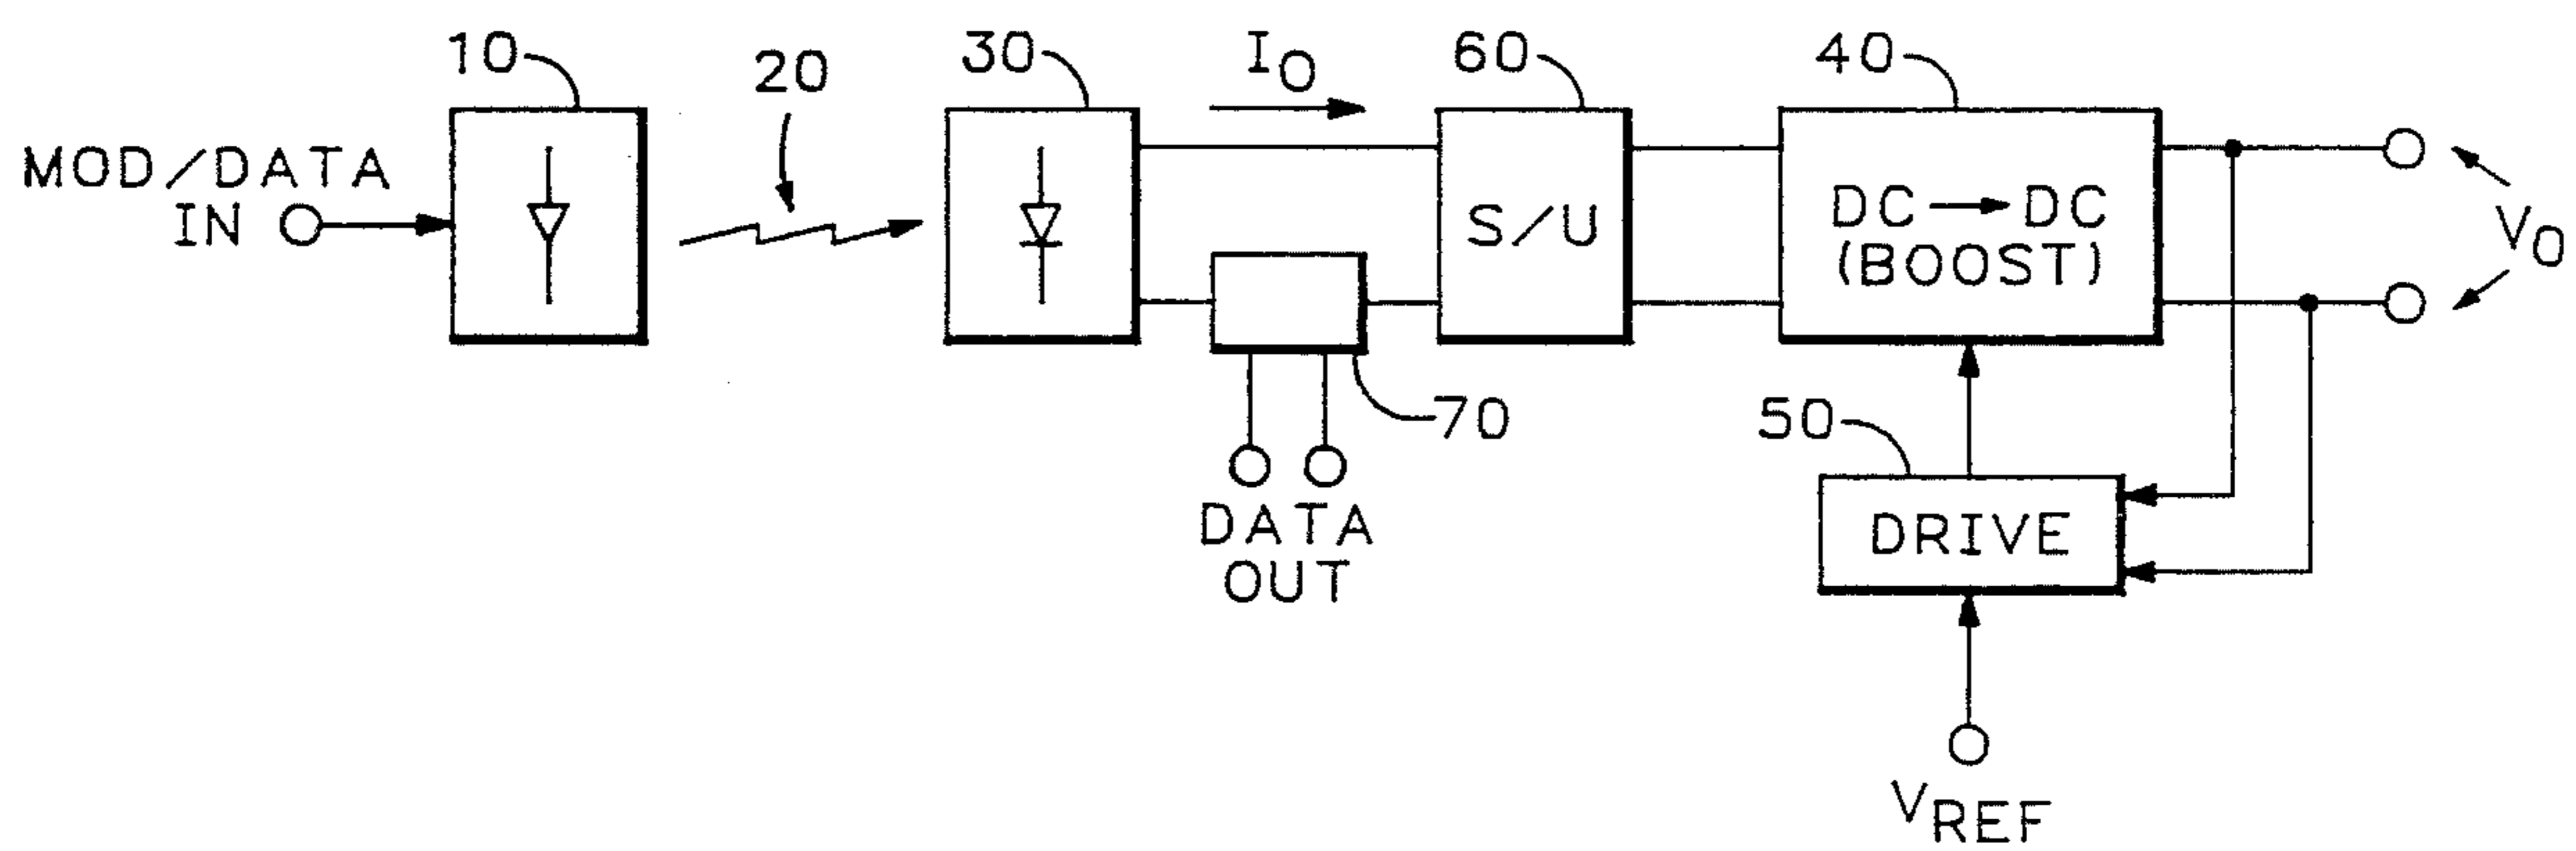 10
20
30
I0
60
40
MOD/DATA
IN
S/U
DC → DC
(BOOST)
V0
70
50
DATA
OUT
DRIVE
VREF